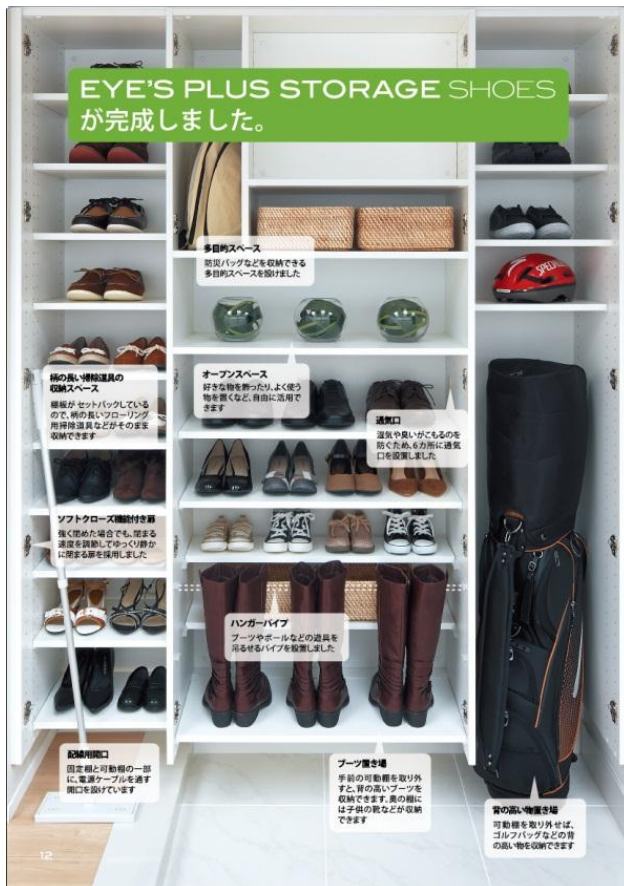 EYE'S PLUS STORAGE SHOES
が完成しました。
多目的スペース
防災バッグなどを収納できる
多目的スペースを設けました
オープンスペース
好きな物を飾ったり、よく使う
物を置くなど、自由に活用で
きます
柄の長い掃除道具の
収納スペース
棚板が セットバックしている
ので、柄の長いフローリング
用掃除道具などがそのまま
収納できます
通気口
湿気や臭いがこもるのを
防ぐため、6カ所に通気
口を設置しました
ソフトクローズ機能付き扉
強く閉めた場合でも、閉まる
速度を調節してゆっくり静か
に閉まる扉を採用しました
ハンガーパイプ
ブーツやボールなどの遊具を
吊るせるパイプを設置しました
配線用開口
固定棚と可動棚の一部
に、電源ケーブルを通す
開口を設けています
ブーツ置き場
手前の可動棚を取り外
すと、背の高いブーツを
収納できます。奥の棚に
は子供の靴などが収納
できます
背の高い物置き場
可動棚を取り外せば、
ゴルフバッグなどの背
の高い物を収納できます
12